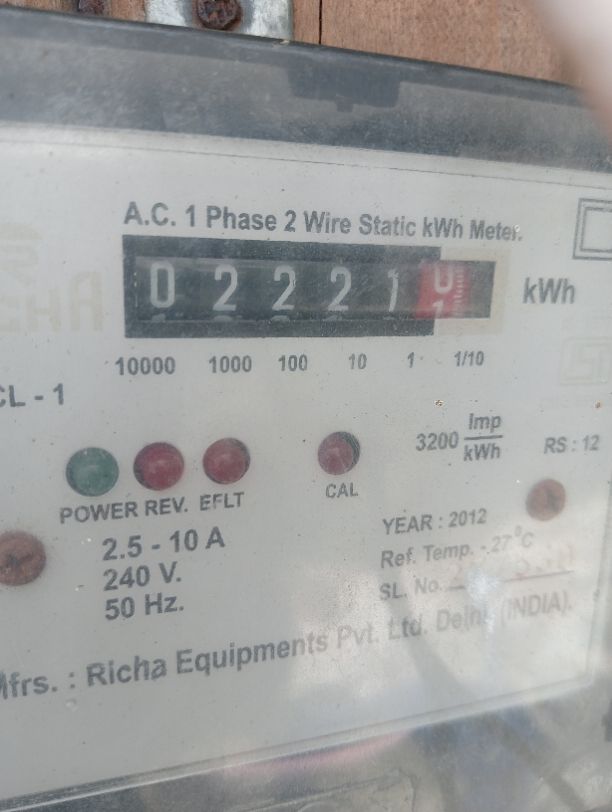 A.C. 1 Phase 2 Wire Static kWh Meter.
0 2 2 2 1 0 kWh
10000 1000 100 10 1 1/10
CL - 1
3200 Imp/kWh
RS : 12
POWER REV. EFLT CAL
2.5 - 10 A
240 V.
50 Hz.
YEAR : 2012
Ref. Temp. -.27°C
SL. No.
Mfrs. : Richa Equipments Pvt. Ltd. Delhi (INDIA).